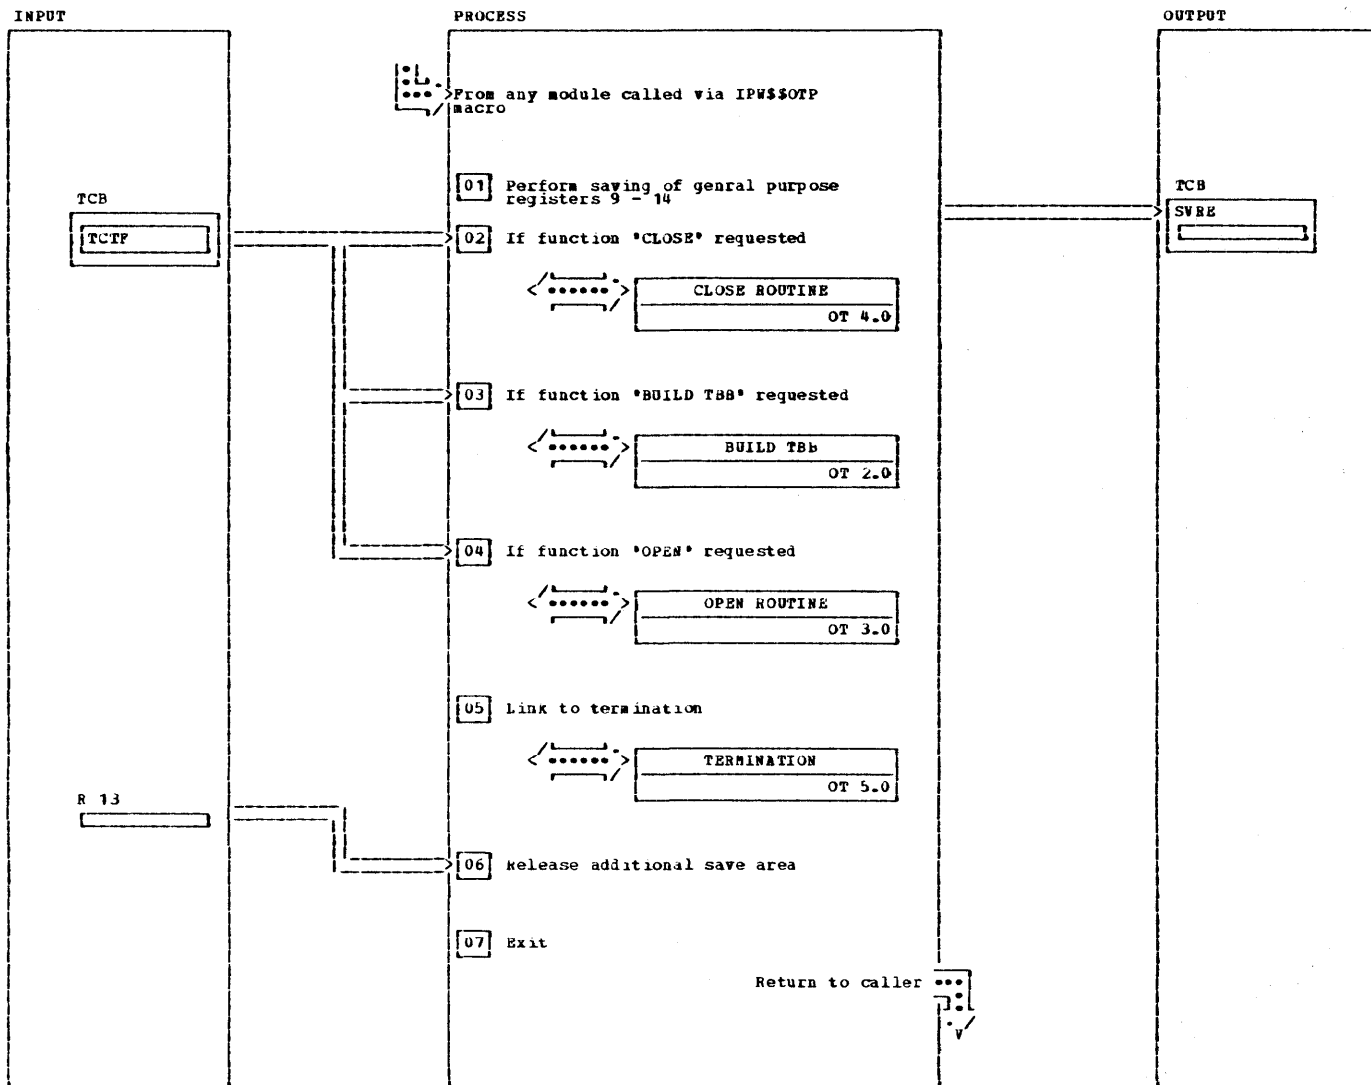 INPUT
PROCESS
OUTPUT
From any module called via IPW$$OTP
macro
01 Perform saving of genral purpose
registers 9 - 14
TCB
TCTF
TCB
SVRE
02 If function "CLOSE" requested
CLOSE ROUTINE
OT 4.0
03 If function "BUILD TBB" requested
BUILD TBB
OT 2.0
04 If function "OPEN" requested
OPEN ROUTINE
OT 3.0
05 Link to termination
TERMINATION
OT 5.0
R 13
06 Release additional save area
07 Exit
Return to caller